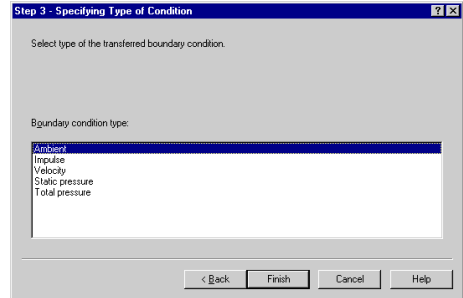 Step 3 - Specifying Type of Condition
Select type of the transferred boundary condition.
Boundary condition type:
Ambient
Impulse
Velocity
Static pressure
Total pressure
< Back
Finish
Cancel
Help